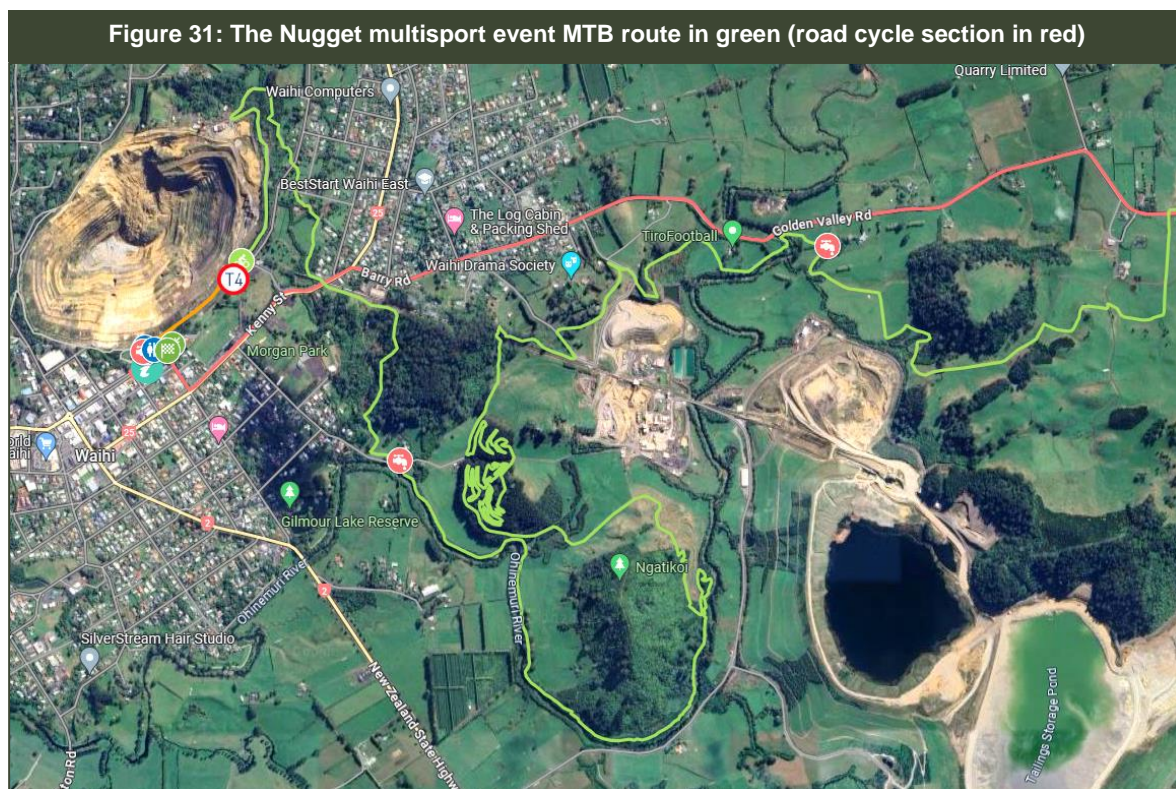 Figure 31: The Nugget multisport event MTB route in green (road cycle section in red)
Quarry Limited
Waihi Computers
BestStart Waihi East
25
The Log Cabin
& Packing Shed
Golden Valley Rd
TiroFootball
Waihi Drama Society
Barry Rd
T4
Kenny St
Morgan Park
25
Waihi
2
Gilmour Lake Reserve
Ohinemuri River
2
Ohinemuri River
Ngatikoi
SilverStream Hair Studio
New Zealand State Highw
Tailings Storage Pond
ton Rd